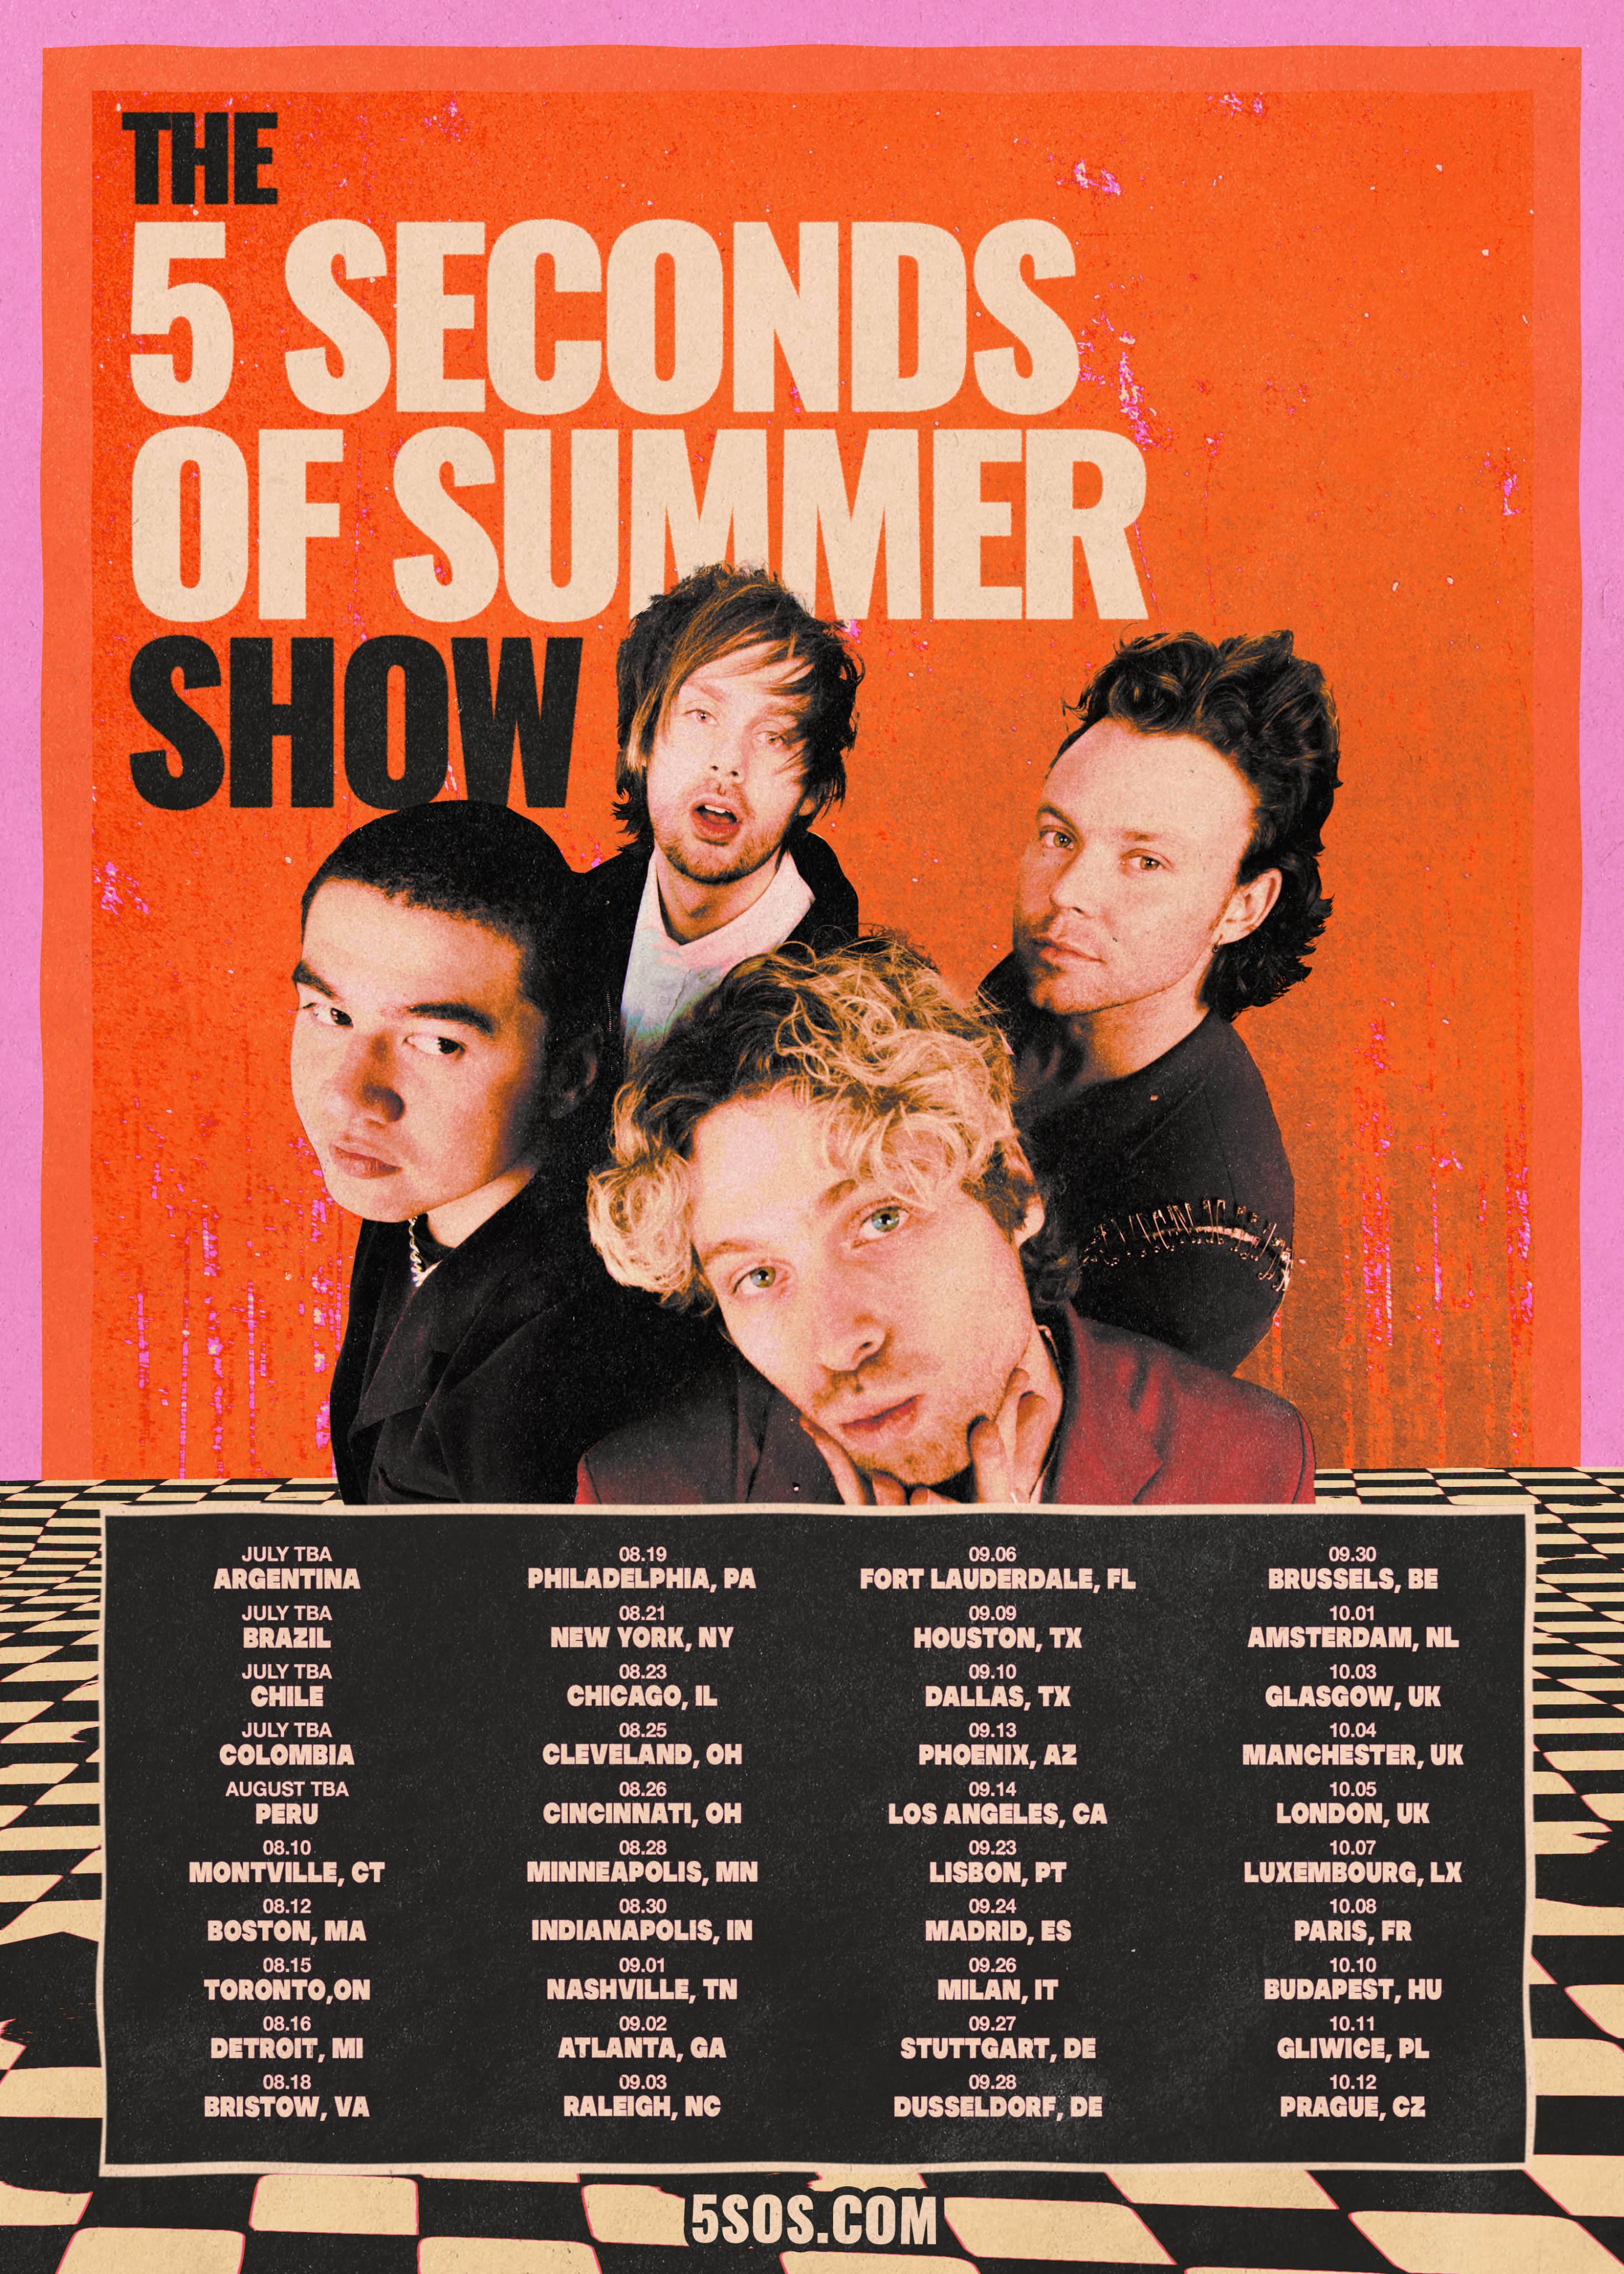 THE
5 SECONDS
OF SUMMER
SHOW
JULY TBA
ARGENTINA
JULY TBA
BRAZIL
JULY TBA
CHILE
JULY TBA
COLOMBIA
AUGUST TBA
PERU
08.10
MONTVILLE, CT
08.12
BOSTON, MA
08.15
TORONTO,ON
08.16
DETROIT, MI
08.18
BRISTOW, VA
08.19
PHILADELPHIA, PA
08.21
NEW YORK, NY
08.23
CHICAGO, IL
08.25
CLEVELAND, OH
08.26
CINCINNATI, OH
08.28
MINNEAPOLIS, MN
08.30
INDIANAPOLIS, IN
09.01
NASHVILLE, TN
09.02
ATLANTA, GA
09.03
RALEIGH, NC
09.06
FORT LAUDERDALE, FL
09.09
HOUSTON, TX
09.10
DALLAS, TX
09.13
PHOENIX, AZ
09.14
LOS ANGELES, CA
09.23
LISBON, PT
09.24
MADRID, ES
09.26
MILAN, IT
09.27
STUTTGART, DE
09.28
DUSSELDORF, DE
09.30
BRUSSELS, BE
10.01
AMSTERDAM, NL
10.03
GLASGOW, UK
10.04
MANCHESTER, UK
10.05
LONDON, UK
10.07
LUXEMBOURG, LX
10.08
PARIS, FR
10.10
BUDAPEST, HU
10.11
GLIWICE, PL
10.12
PRAGUE, CZ
5SOS.COM